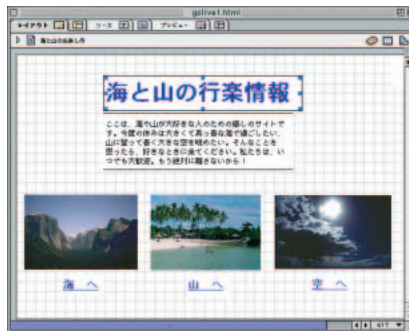 golive1.html
レイアウト
ソース
プレビュー
海と山の行楽情報
ここは、海や山が大好きな人のための癒しのサイトで
す。今度の休みは大きくて真っ青な海で過ごしたい、
山に登って書く大きな空を眺めたい。そんなことを
思ったら、好きなときに来てください。私たちは、い
つでも大歓迎。もう絶対に離さないから！
海 へ
山 へ
空 へ
617